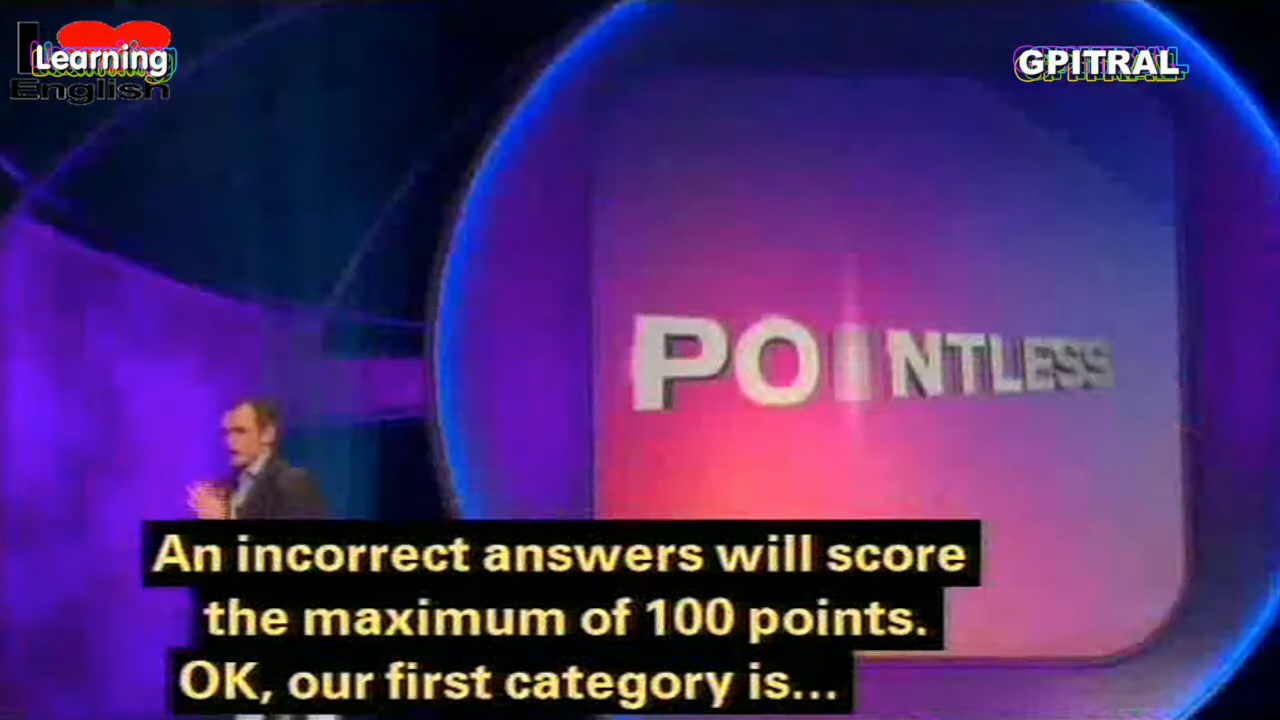 I
Learning
English
GPITRAL
POINTLESS
An incorrect answers will score
the maximum of 100 points.
OK, our first category is...